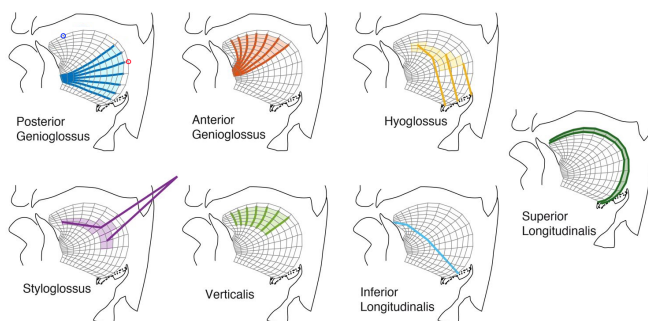 Posterior
Genioglossus
Anterior
Genioglossus
Hyoglossus
Superior
Longitudinalis
Styloglossus
Verticalis
Inferior
Longitudinalis